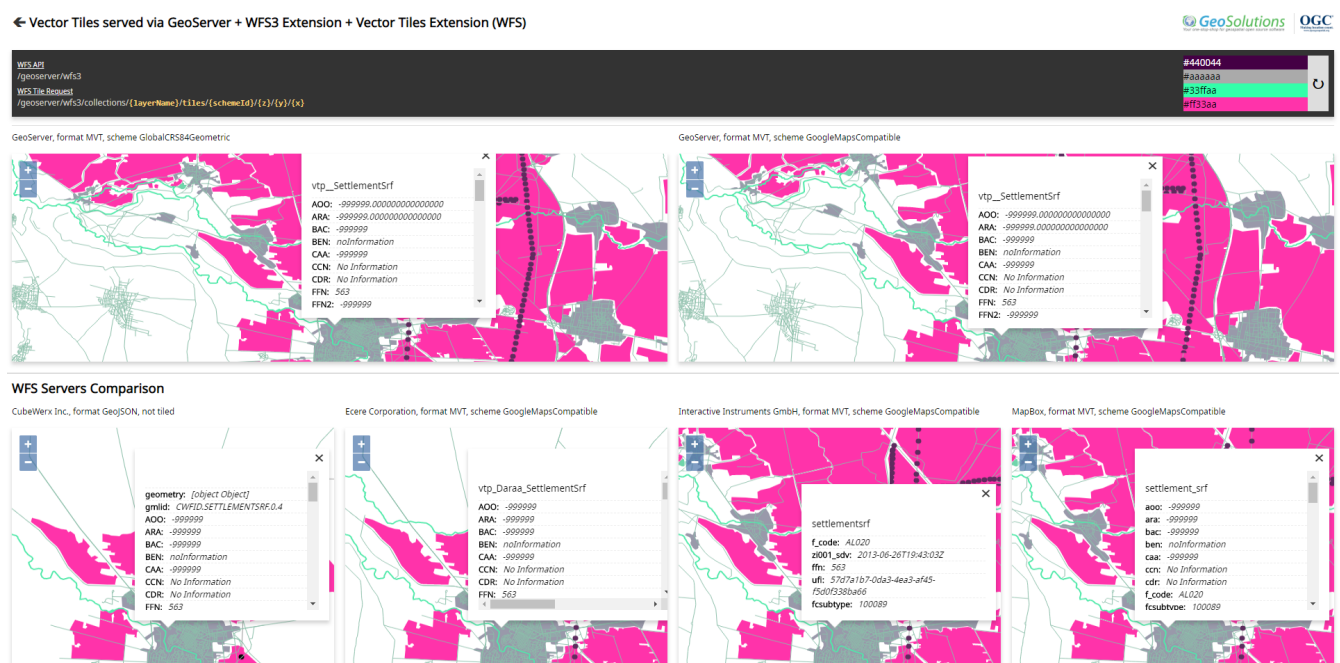 ← Vector Tiles served via GeoServer + WFS3 Extension + Vector Tiles Extension (WFS)
GeoSolutions
OGC
WFS API
/geoserver/wfs3
WFS Tile Request
/geoserver/wfs3/collections/{layerName}/tiles/{schemeId}/{z}/{y}/{x}
#440044
#aaaaaa
#33ffaa
#ff33aa
GeoServer, format MVT, scheme GlobalCRS84Geometric
+
−
vtp__SettlementSrf
AOO: -999999.000000000000000
ARA: -999999.000000000000000
BAC: -999999
BEN: noInformation
CAA: -999999
CCN: No Information
CDR: No Information
FFN: 563
FFN2: -999999
GeoServer, format MVT, scheme GoogleMapsCompatible
+
−
vtp__SettlementSrf
AOO: -999999.000000000000000
ARA: -999999.000000000000000
BAC: -999999
BEN: noInformation
CAA: -999999
CCN: No Information
CDR: No Information
FFN: 563
FFN2: -999999
WFS Servers Comparison
CubeWerx Inc., format GeoJSON, not tiled
+
−
geometry: [object Object]
gmlid: CWFID.SETTLEMENTSRF.0.4
AOO: -999999
ARA: -999999
BAC: -999999
BEN: noInformation
CAA: -999999
CCN: No Information
CDR: No Information
FFN: 563
Ecere Corporation, format MVT, scheme GoogleMapsCompatible
+
−
vtp_Daraa_SettlementSrf
AOO: -999999
ARA: -999999
BAC: -999999
BEN: noInformation
CAA: -999999
CCN: No Information
CDR: No Information
FFN: 563
Interactive Instruments GmbH, format MVT, scheme GoogleMapsCompatible
+
−
settlementsrf
f_code: AL020
zi001_sdv: 2013-06-26T19:43:03Z
ffn: 563
ufi: 57d7a1b7-0da3-4ea3-af45-
f5d0f338ba66
fcsubtype: 100089
MapBox, format MVT, scheme GoogleMapsCompatible
+
−
settlement_srf
aoo: -999999
ara: -999999
bac: -999999
ben: noInformation
caa: -999999
ccn: No Information
cdr: No Information
f_code: AL020
fcsubtype: 100089